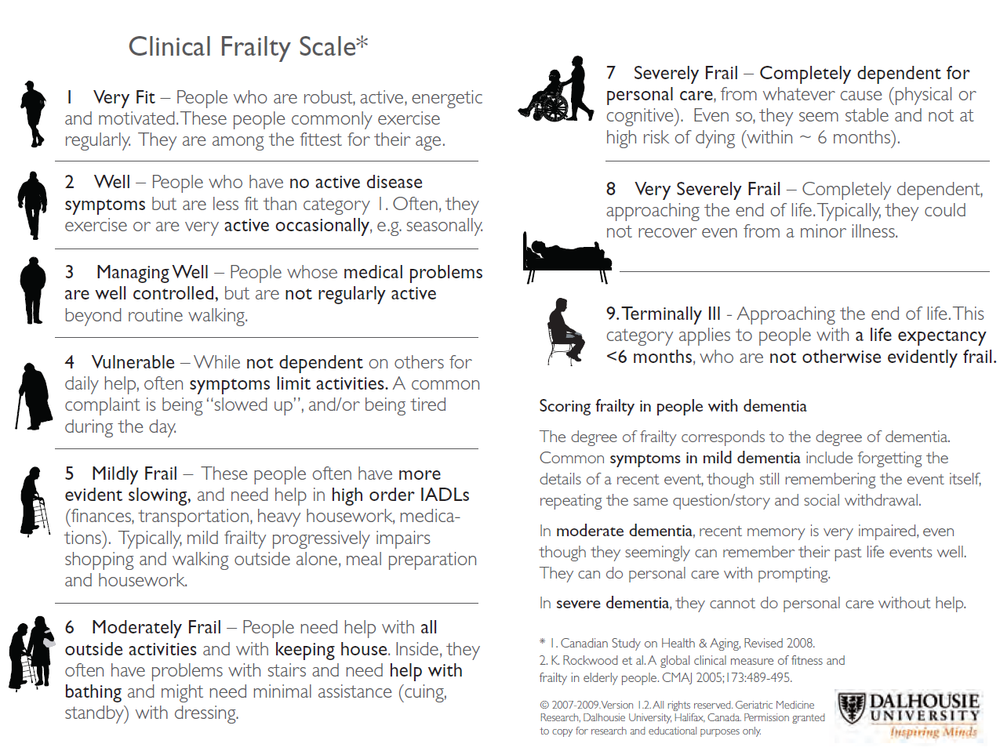 Clinical Frailty Scale*
1 Very Fit – People who are robust, active, energetic
and motivated. These people commonly exercise
regularly. They are among the fittest for their age.
2 Well – People who have no active disease
symptoms but are less fit than category 1. Often, they
exercise or are very active occasionally, e.g. seasonally.
3 Managing Well – People whose medical problems
are well controlled, but are not regularly active
beyond routine walking.
4 Vulnerable – While not dependent on others for
daily help, often symptoms limit activities. A common
complaint is being “slowed up”, and/or being tired
during the day.
5 Mildly Frail – These people often have more
evident slowing, and need help in high order IADLs
(finances, transportation, heavy housework, medica-
tions). Typically, mild frailty progressively impairs
shopping and walking outside alone, meal preparation
and housework.
6 Moderately Frail – People need help with all
outside activities and with keeping house. Inside, they
often have problems with stairs and need help with
bathing and might need minimal assistance (cuing,
standby) with dressing.
7 Severely Frail – Completely dependent for
personal care, from whatever cause (physical or
cognitive). Even so, they seem stable and not at
high risk of dying (within ~ 6 months).
8 Very Severely Frail – Completely dependent,
approaching the end of life. Typically, they could
not recover even from a minor illness.
9. Terminally Ill - Approaching the end of life. This
category applies to people with a life expectancy
<6 months, who are not otherwise evidently frail.
Scoring frailty in people with dementia
The degree of frailty corresponds to the degree of dementia.
Common symptoms in mild dementia include forgetting the
details of a recent event, though still remembering the event itself,
repeating the same question/story and social withdrawal.
In moderate dementia, recent memory is very impaired, even
though they seemingly can remember their past life events well.
They can do personal care with prompting.
In severe dementia, they cannot do personal care without help.
* 1. Canadian Study on Health & Aging, Revised 2008.
2. K. Rockwood et al. A global clinical measure of fitness and
frailty in elderly people. CMAJ 2005;173:489-495.
© 2007-2009. Version 1.2. All rights reserved. Geriatric Medicine
Research, Dalhousie University, Halifax, Canada. Permission granted
to copy for research and educational purposes only.
DALHOUSIE
UNIVERSITY
Inspiring Minds